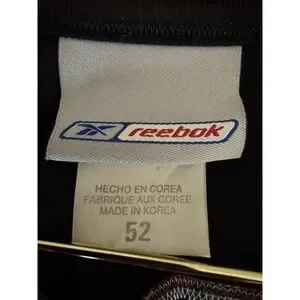 reebok
HECHO EN COREA
FABRIQUE AUX COREE
MADE IN KOREA
52